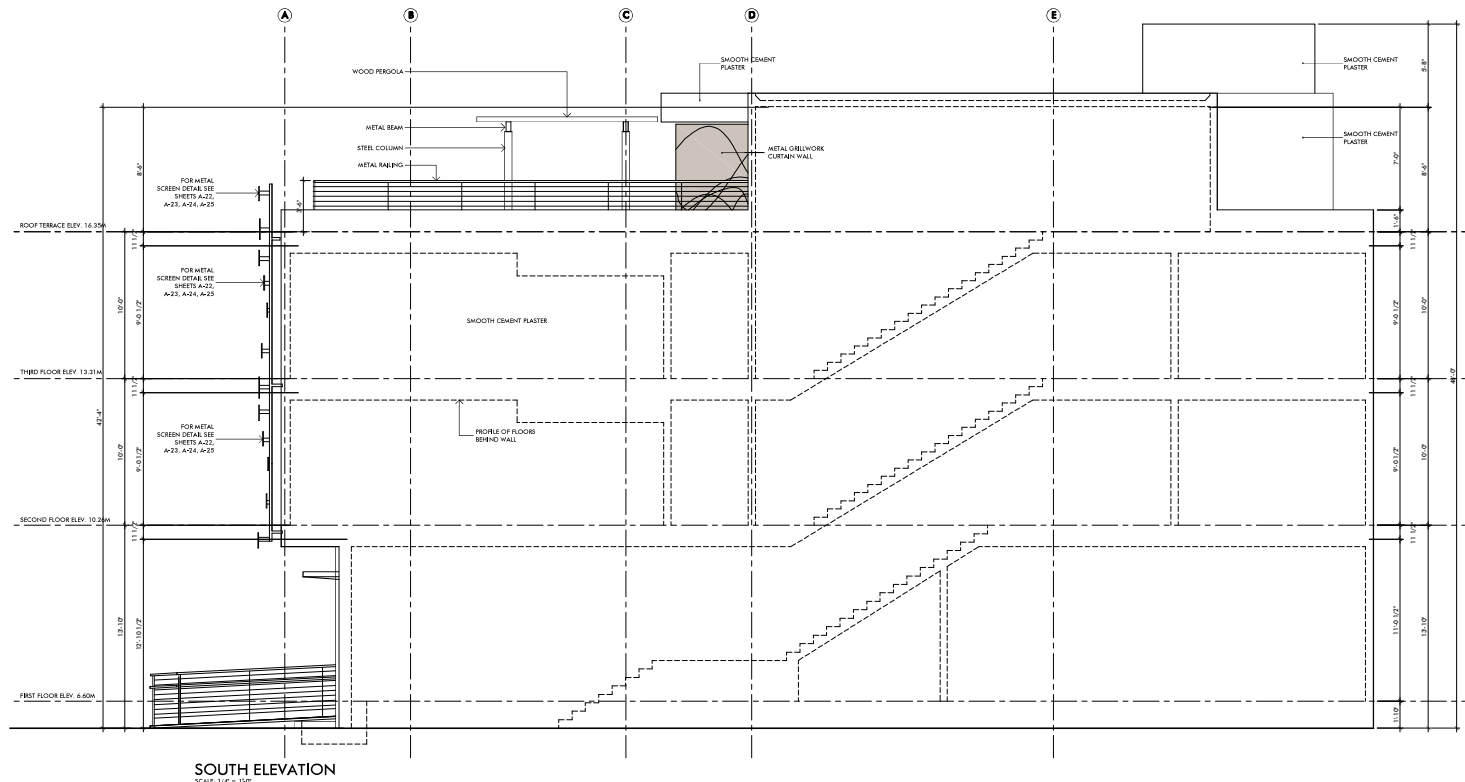 A
B
C
D
E
SMOOTH CEMENT
PLASTER
WOOD PERGOLA
METAL BEAM
STEEL COLUMN
METAL RAILING
METAL GRILLWORK
CURTAIN WALL
SMOOTH CEMENT
PLASTER
SMOOTH CEMENT
PLASTER
FOR METAL
SCREEN DETAIL SEE
SHEETS A-22,
A-23, A-24, A-25
ROOF TERRACE ELEV. 16.35M
FOR METAL
SCREEN DETAIL SEE
SHEETS A-22,
A-23, A-24, A-25
SMOOTH CEMENT PLASTER
THIRD FLOOR ELEV. 13.31M
FOR METAL
SCREEN DETAIL SEE
SHEETS A-22,
A-23, A-24, A-25
PROFILE OF FLOORS
BEHIND WALL
SECOND FLOOR ELEV. 10.26M
FIRST FLOOR ELEV. 6.60M
8'-6"
3'-6"
11 1/2"
10'-0"
9'-0 1/2"
11 1/2"
42'-4"
10'-0"
9'-0 1/2"
11 1/2"
13'-10"
12'-10 1/2"
5'-8"
7'-0"
8'-6"
1'-6"
11 1/2"
9'-0 1/2"
10'-0"
11 1/2"
9'-0 1/2"
10'-0"
11 1/2"
11'-0 1/2"
13'-10"
1'-10"
SOUTH ELEVATION
SCALE: 1/4" = 1'-0"